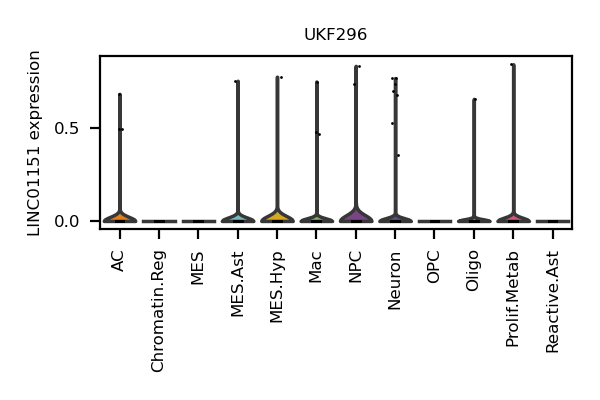 UKF296
LINC01151 expression
0.5
0.0
AC
Chromatin.Reg
MES
MES.Ast
MES.Hyp
Mac
NPC
Neuron
OPC
Oligo
Prolif.Metab
Reactive.Ast